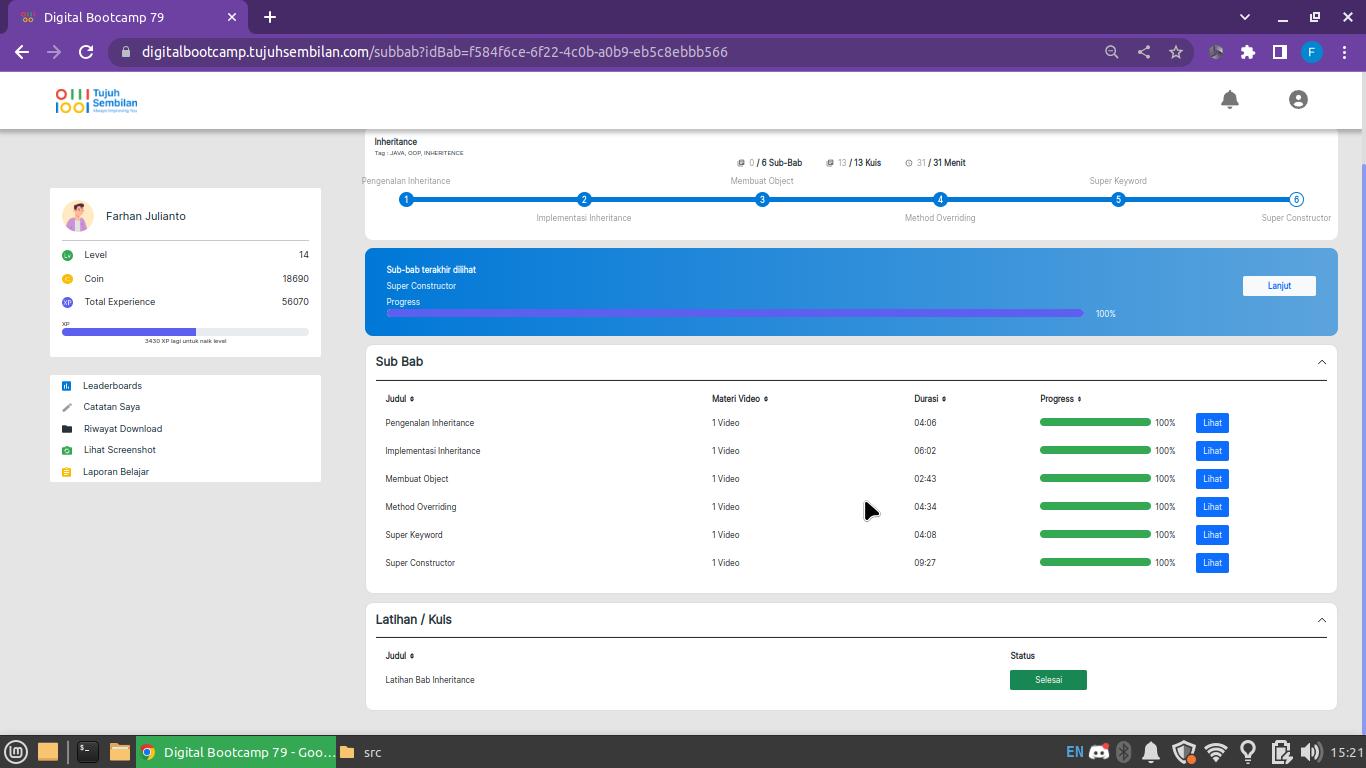 Digital Bootcamp 79
digitalbootcamp.tujuhsembilan.com/subbab?idBab=f584f6ce-6f22-4c0b-a0b9-eb5c8ebbb566
F
Tujuh
Sembilan
Inheritance
Tag : JAVA, OOP, INHERITENCE
0 / 6 Sub-Bab 13 / 13 Kuis 31 / 31 Menit
Pengenalan Inheritance Membuat Object Super Keyword
1 2 3 4 5 6
Implementasi Inheritance Method Overriding Super Constructor
Farhan Julianto
Level 14
Coin 18690
XP Total Experience 56070
XP
3430 XP lagi untuk naik level
Leaderboards
Catatan Saya
Riwayat Download
Lihat Screenshot
Laporan Belajar
Sub-bab terakhir dilihat
Super Constructor
Lanjut
Progress
100%
Sub Bab
Judul Materi Video Durasi Progress
Pengenalan Inheritance 1 Video 04:06 100% Lihat
Implementasi Inheritance 1 Video 06:02 100% Lihat
Membuat Object 1 Video 02:43 100% Lihat
Method Overriding 1 Video 04:34 100% Lihat
Super Keyword 1 Video 04:08 100% Lihat
Super Constructor 1 Video 09:27 100% Lihat
Latihan / Kuis
Judul Status
Latihan Bab Inheritance Selesai
Digital Bootcamp 79 - Goo... src EN 15:21